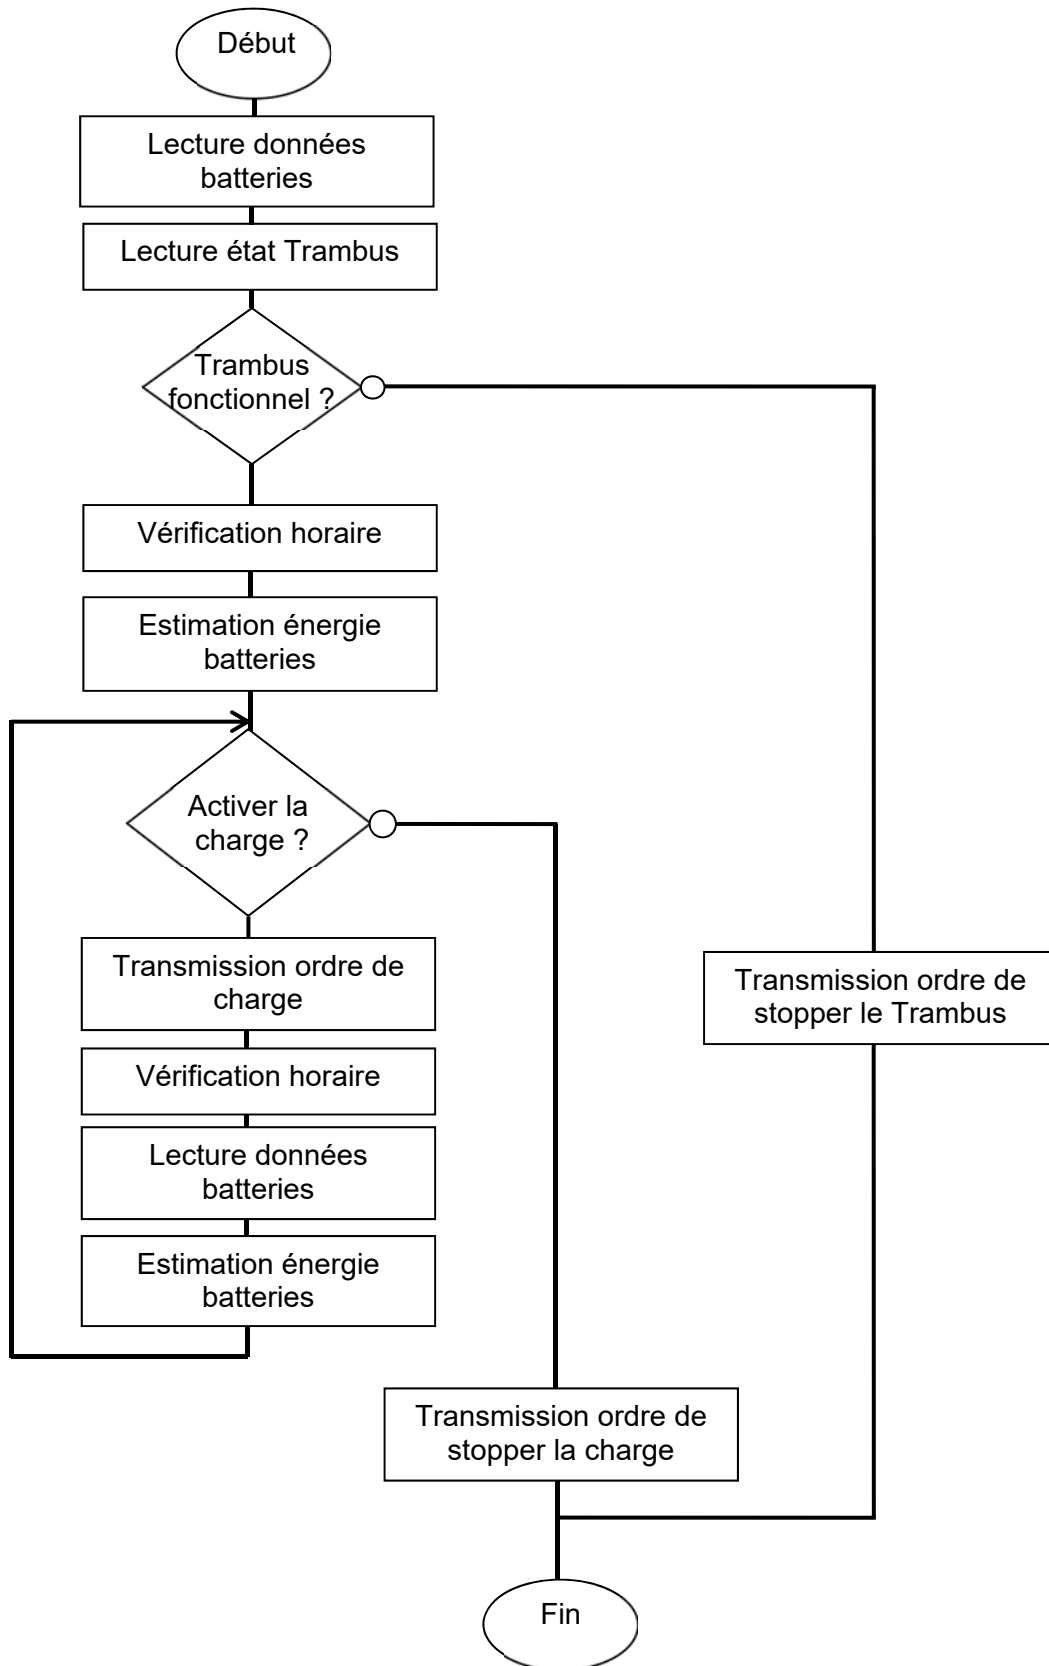 Début
Lecture données
batteries
Lecture état Trambus
Trambus
fonctionnel ?
Vérification horaire
Estimation énergie
batteries
Activer la
charge ?
Transmission ordre de
charge
Transmission ordre de
stopper le Trambus
Vérification horaire
Lecture données
batteries
Estimation énergie
batteries
Transmission ordre de
stopper la charge
Fin